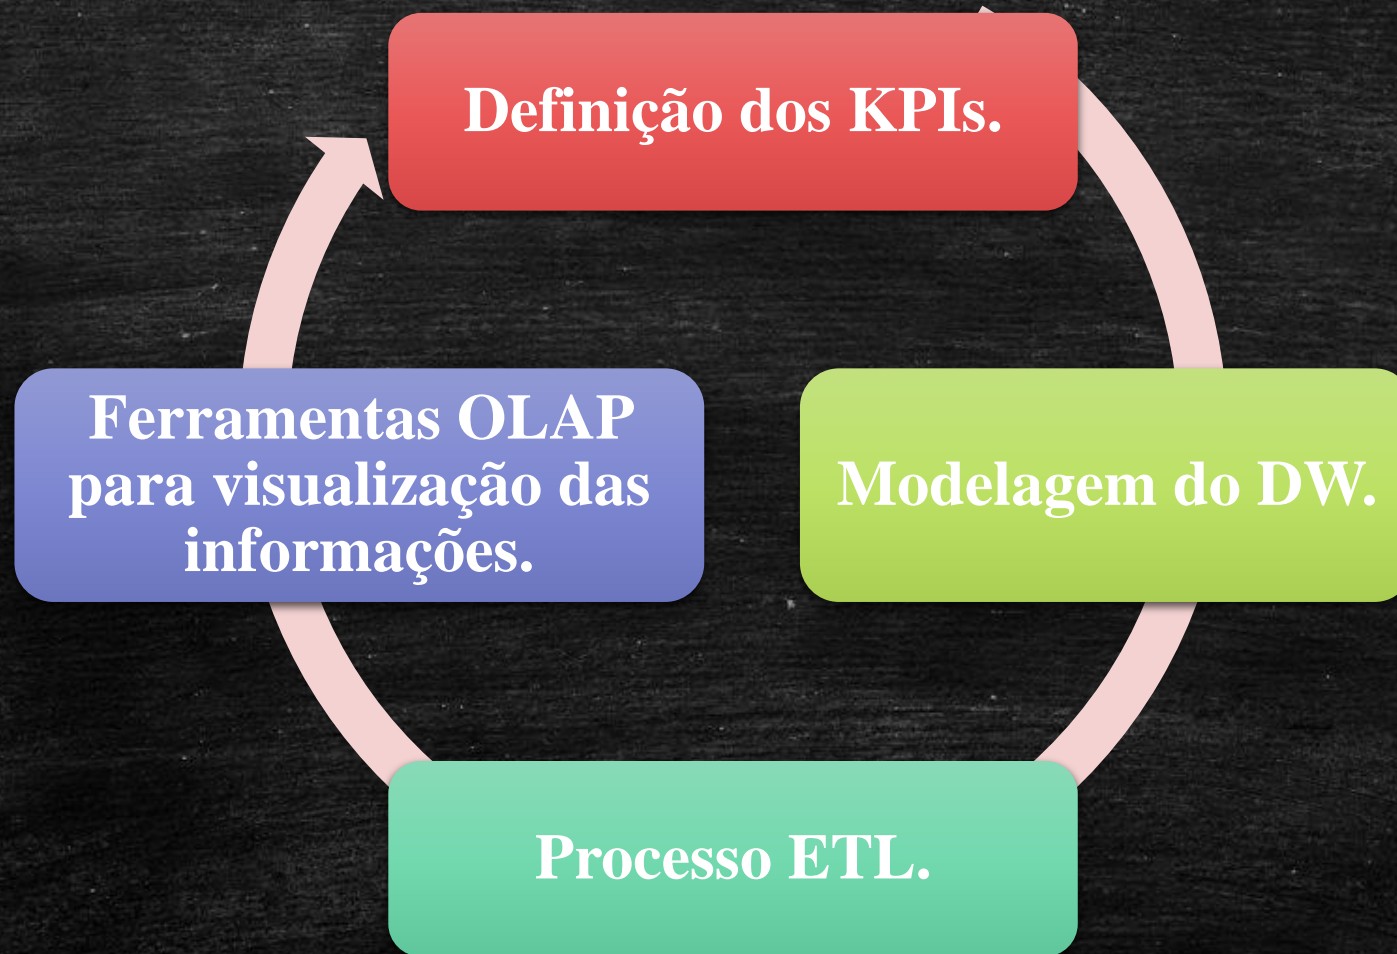 Definição dos KPIs.
Modelagem do DW.
Processo ETL.
Ferramentas OLAP
para visualização das
informações.